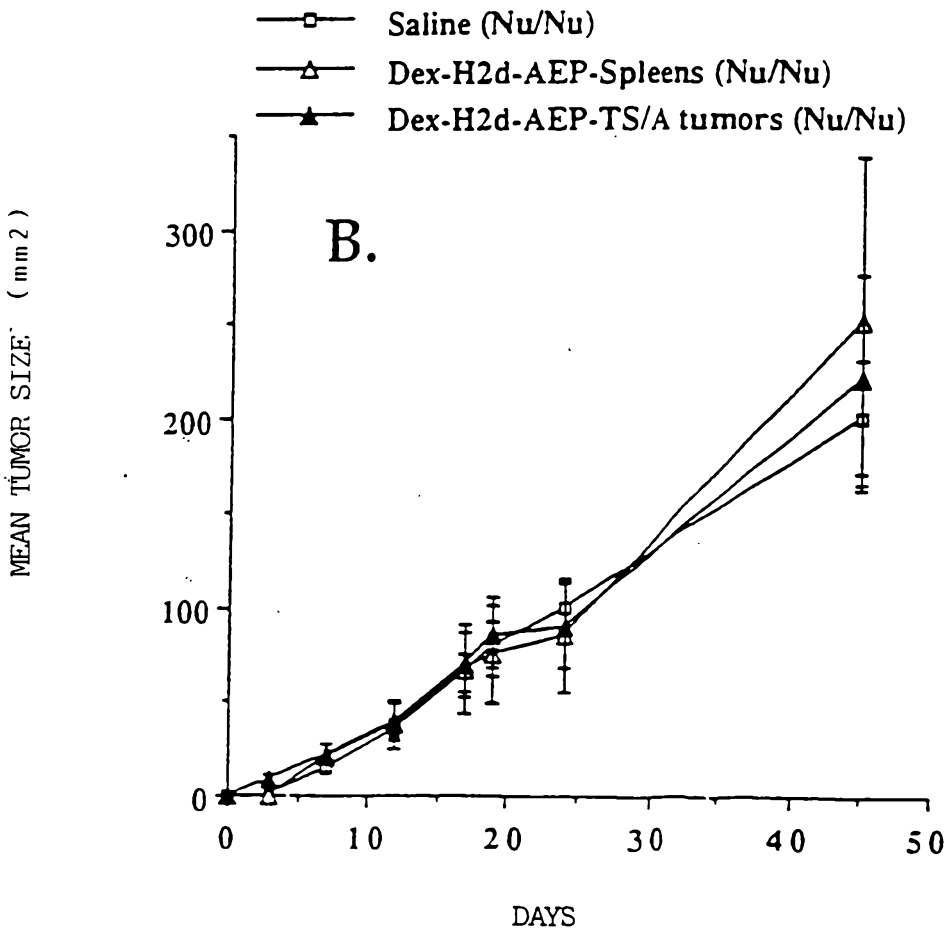 Saline (Nu/Nu)
Dex-H2d-AEP-Spleens (Nu/Nu)
Dex-H2d-AEP-TS/A tumors (Nu/Nu)
B.
MEAN TUMOR SIZE (mm2)
300
200
100
0
0 10 20 30 40 50
DAYS